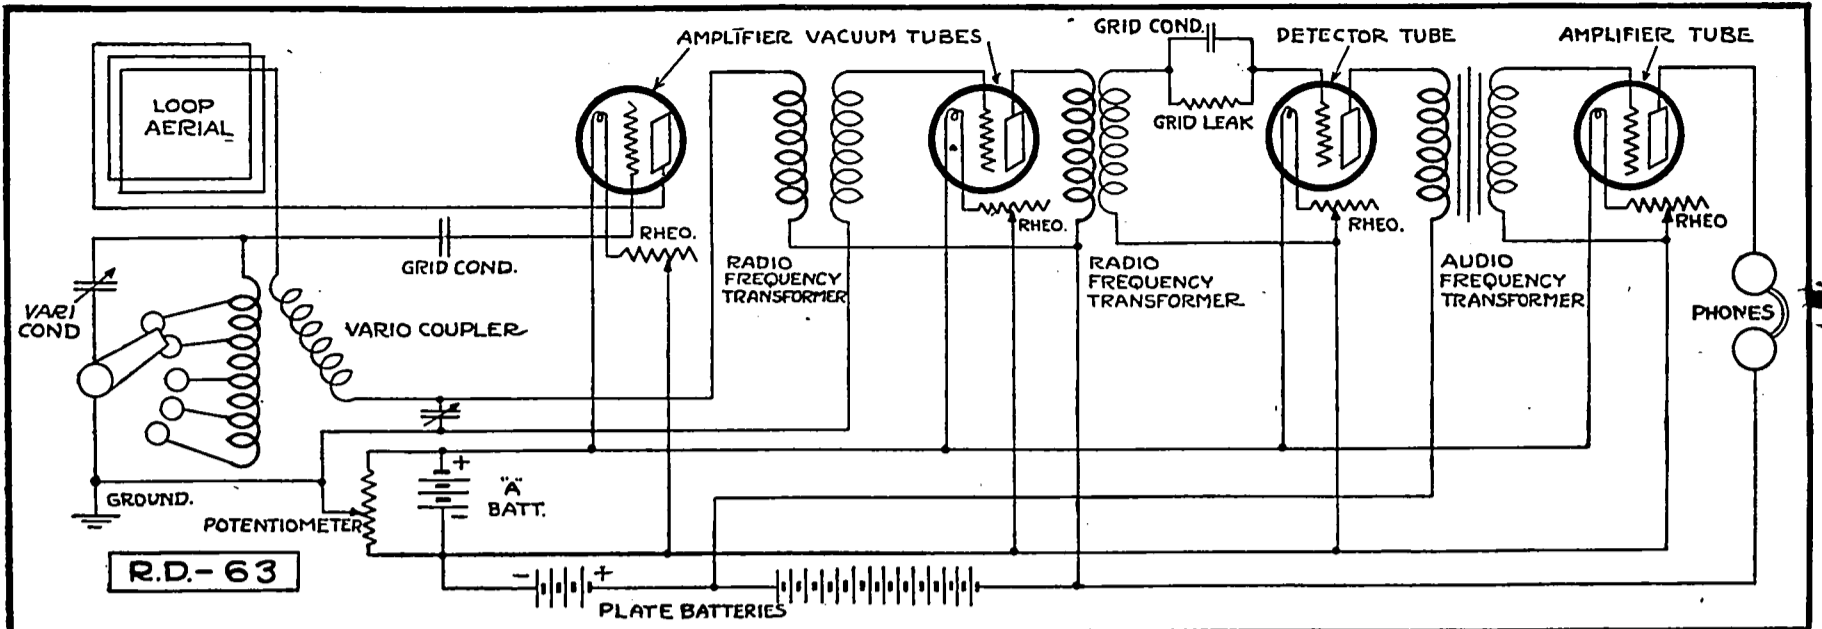 AMPLIFIER VACUUM TUBES
GRID COND.
DETECTOR TUBE
AMPLIFIER TUBE
LOOP
AERIAL
GRID LEAK
RHEO.
RHEO.
RHEO.
RHEO
GRID COND.
RADIO
FREQUENCY
TRANSFORMER
RADIO
FREQUENCY
TRANSFORMER
AUDIO
FREQUENCY
TRANSFORMER
VARI
COND
VARIO COUPLER
PHONES
+
"A"
BATT.
-
GROUND.
POTENTIOMETER
R.D.-63
- +
PLATE BATTERIES